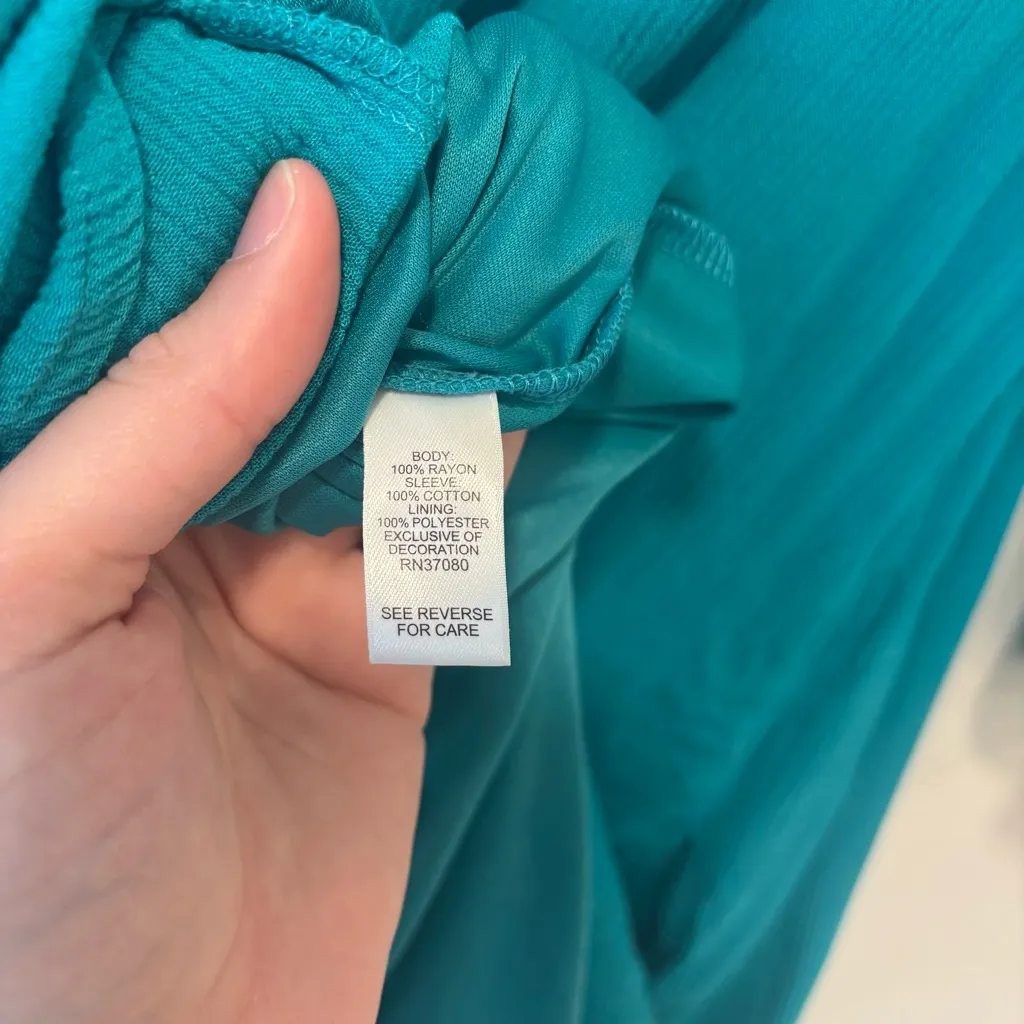 BODY:
100% RAYON
SLEEVE:
100% COTTON
LINING:
100% POLYESTER
EXCLUSIVE OF
DECORATION
RN37080
SEE REVERSE
FOR CARE